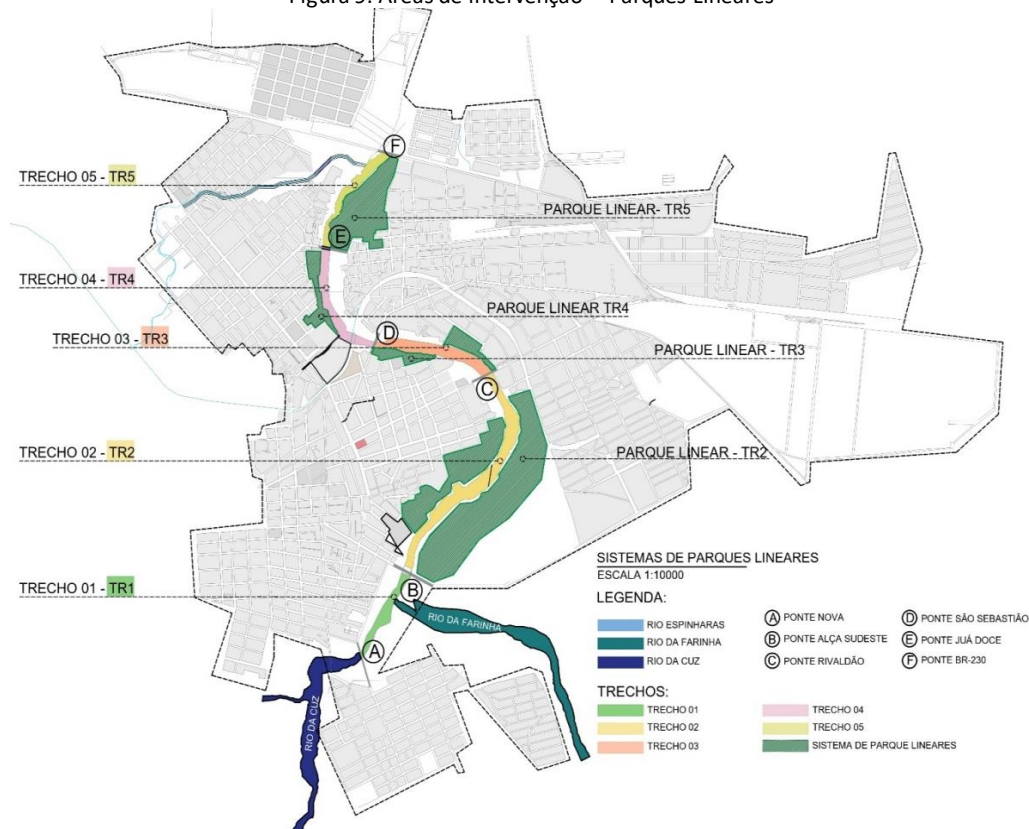 Figura 9: Áreas de Intervenção – Parques Lineares
TRECHO 05 - TR5
PARQUE LINEAR- TR5
TRECHO 04 - TR4
PARQUE LINEAR TR4
TRECHO 03 - TR3
PARQUE LINEAR - TR3
TRECHO 02 - TR2
PARQUE LINEAR - TR2
TRECHO 01 - TR1
F
E
D
C
B
A
RIO DA FARINHA
RIO DA CUZ
SISTEMAS DE PARQUES LINEARES
ESCALA 1:10000
LEGENDA:
RIO ESPINHARAS
RIO DA FARINHA
RIO DA CUZ
A PONTE NOVA
B PONTE ALÇA SUDESTE
C PONTE RIVALDÃO
D PONTE SÃO SEBASTIÃO
E PONTE JUÁ DOCE
F PONTE BR-230
TRECHOS:
TRECHO 01
TRECHO 02
TRECHO 03
TRECHO 04
TRECHO 05
SISTEMA DE PARQUE LINEARES